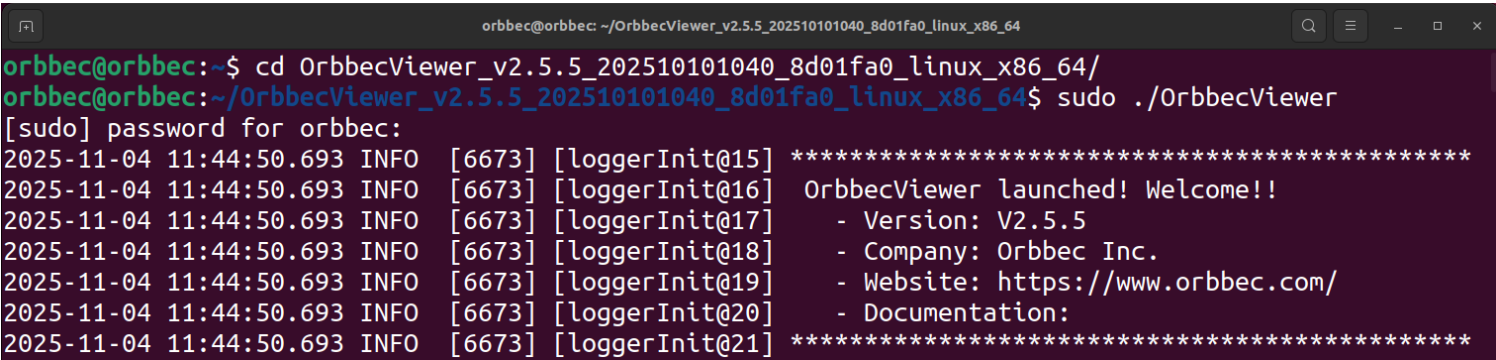 orbbec@orbbec: ~/OrbbecViewer_v2.5.5_202510101040_8d01fa0_linux_x86_64
orbbec@orbbec:~$ cd OrbbecViewer_v2.5.5_202510101040_8d01fa0_linux_x86_64/
orbbec@orbbec:~/OrbbecViewer_v2.5.5_202510101040_8d01fa0_linux_x86_64$ sudo ./OrbbecViewer
[sudo] password for orbbec:
2025-11-04 11:44:50.693 INFO  [6673] [loggerInit@15] **********************************************
2025-11-04 11:44:50.693 INFO  [6673] [loggerInit@16]  OrbbecViewer launched! Welcome!!
2025-11-04 11:44:50.693 INFO  [6673] [loggerInit@17]    - Version: V2.5.5
2025-11-04 11:44:50.693 INFO  [6673] [loggerInit@18]    - Company: Orbbec Inc.
2025-11-04 11:44:50.693 INFO  [6673] [loggerInit@19]    - Website: https://www.orbbec.com/
2025-11-04 11:44:50.693 INFO  [6673] [loggerInit@20]    - Documentation:
2025-11-04 11:44:50.693 INFO  [6673] [loggerInit@21] **********************************************